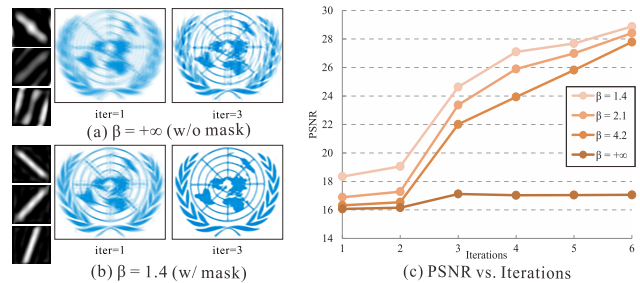 iter=1
iter=3
(a) β = +∞ (w/o mask)
iter=1
iter=3
(b) β = 1.4 (w/ mask)
PSNR
30
28
26
24
22
20
18
16
14
1 2 3 4 5 6
Iterations
β = 1.4
β = 2.1
β = 4.2
β = +∞
(c) PSNR vs. Iterations